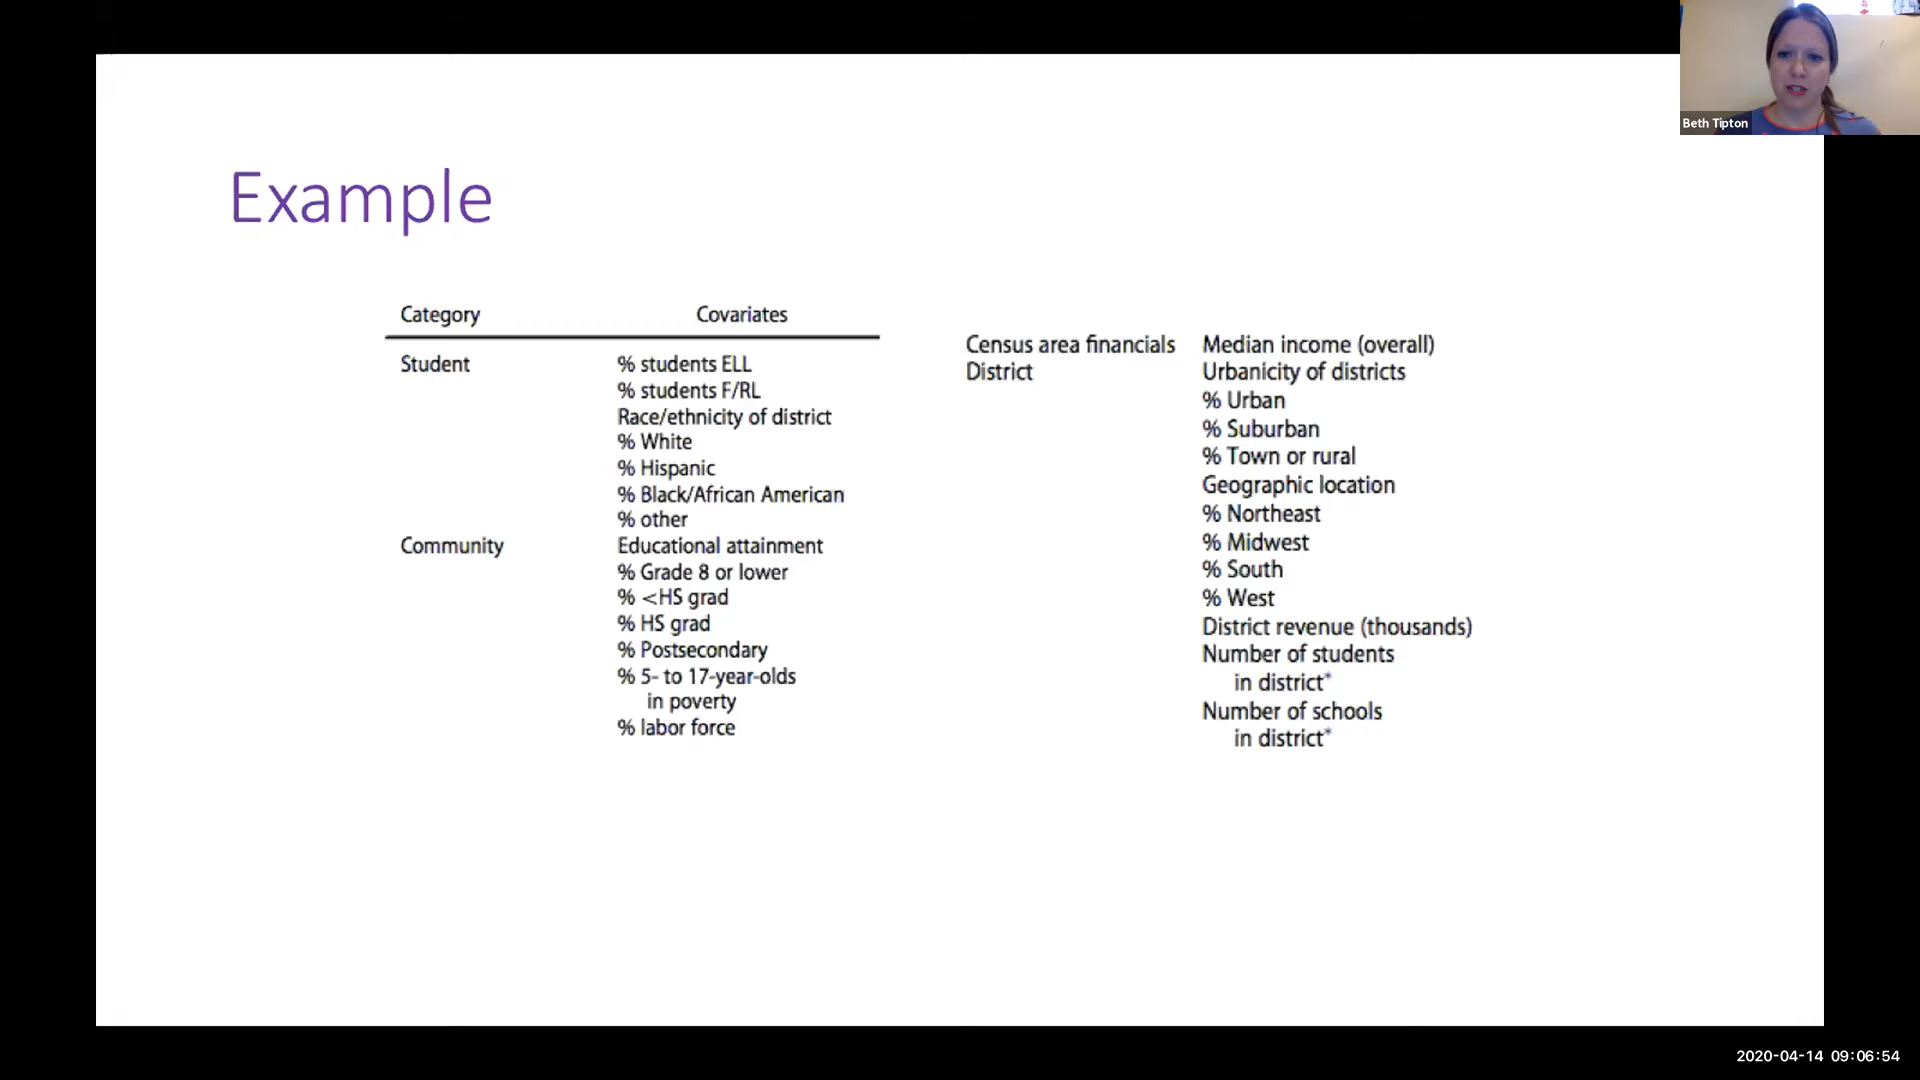 Beth Tipton
Example
Category Covariates
Student % students ELL
% students F/RL
Race/ethnicity of district
% White
% Hispanic
% Black/African American
% other
Community Educational attainment
% Grade 8 or lower
% <HS grad
% HS grad
% Postsecondary
% 5- to 17-year-olds
in poverty
% labor force
Census area financials Median income (overall)
District Urbanicity of districts
% Urban
% Suburban
% Town or rural
Geographic location
% Northeast
% Midwest
% South
% West
District revenue (thousands)
Number of students
in district*
Number of schools
in district*
2020-04-14 09:06:54